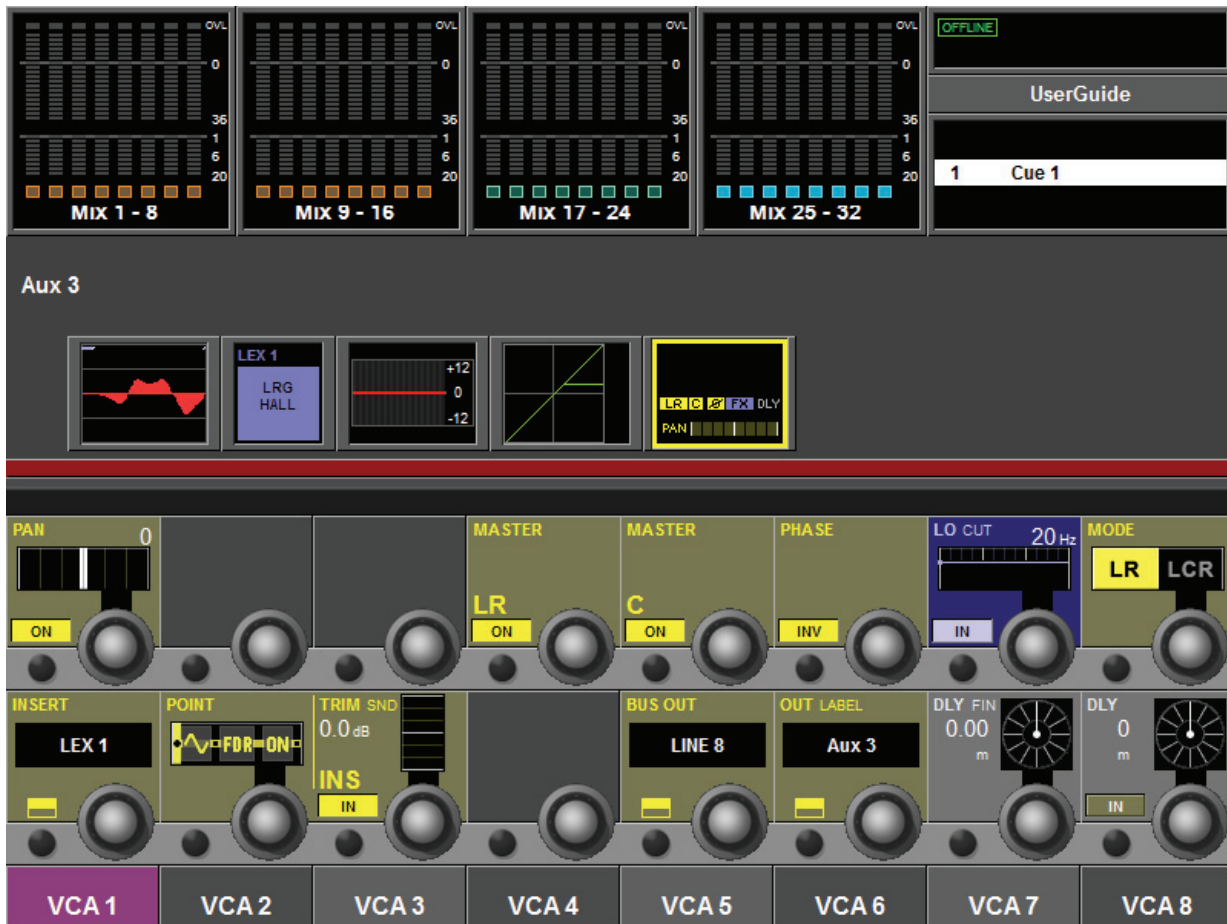 OVL OVL OVL OVL OFFLINE
0 0 0 0
UserGuide
36 36 36 36
1 1 1 1
6 6 6 6
20 20 20 20
1 Cue 1
MIX 1 - 8 MIX 9 - 16 MIX 17 - 24 MIX 25 - 32
Aux 3
LEX 1
LRG
HALL
+12
0
-12
LR C Ø FX DLY
PAN
PAN 0 MASTER MASTER PHASE LO CUT 20 Hz MODE
LR LCR
LR C
ON ON ON INV IN
INSERT POINT TRIM SND BUS OUT OUT LABEL DLY FIN DLY
0.0 dB 0.00 0
LEX 1 FDR ON LINE 8 Aux 3 m m
INS
IN IN
VCA 1 VCA 2 VCA 3 VCA 4 VCA 5 VCA 6 VCA 7 VCA 8